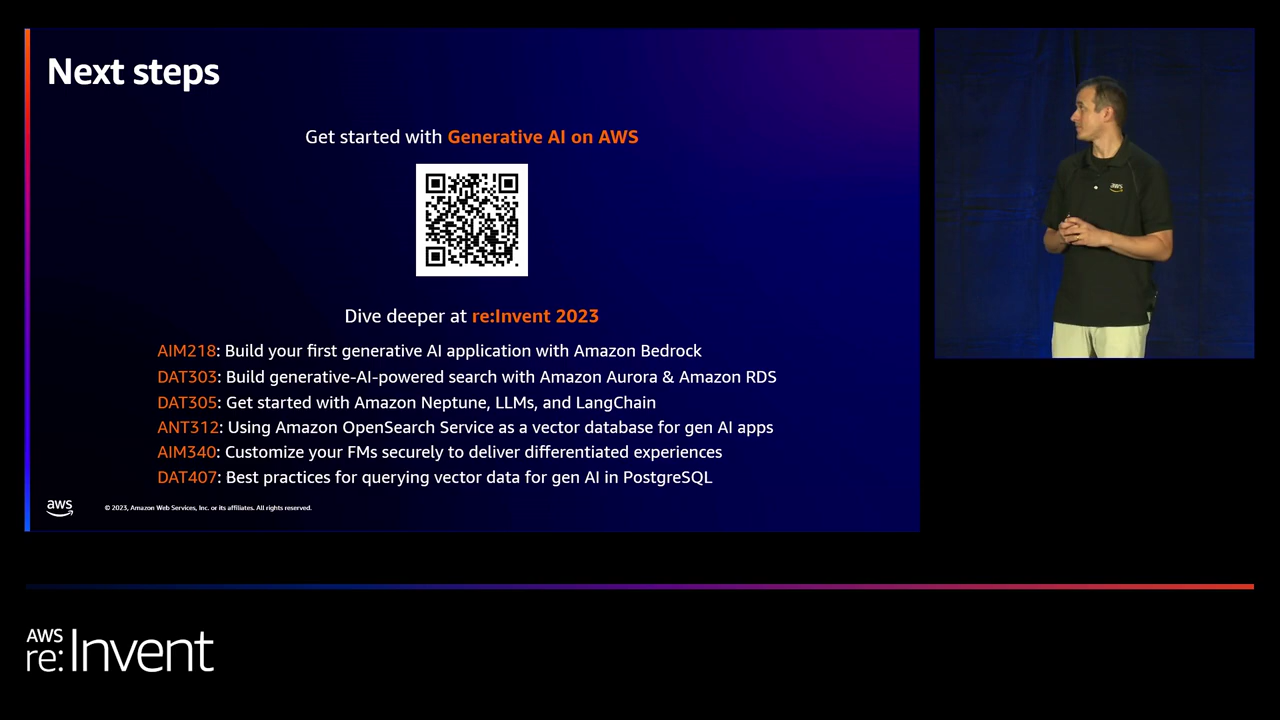 Next steps
Get started with Generative AI on AWS
Dive deeper at re:Invent 2023
AIM218: Build your first generative AI application with Amazon Bedrock
DAT303: Build generative-AI-powered search with Amazon Aurora & Amazon RDS
DAT305: Get started with Amazon Neptune, LLMs, and LangChain
ANT312: Using Amazon OpenSearch Service as a vector database for gen AI apps
AIM340: Customize your FMs securely to deliver differentiated experiences
DAT407: Best practices for querying vector data for gen AI in PostgreSQL
aws
© 2023, Amazon Web Services, Inc. or its affiliates. All rights reserved.
aws
AWS
re:Invent